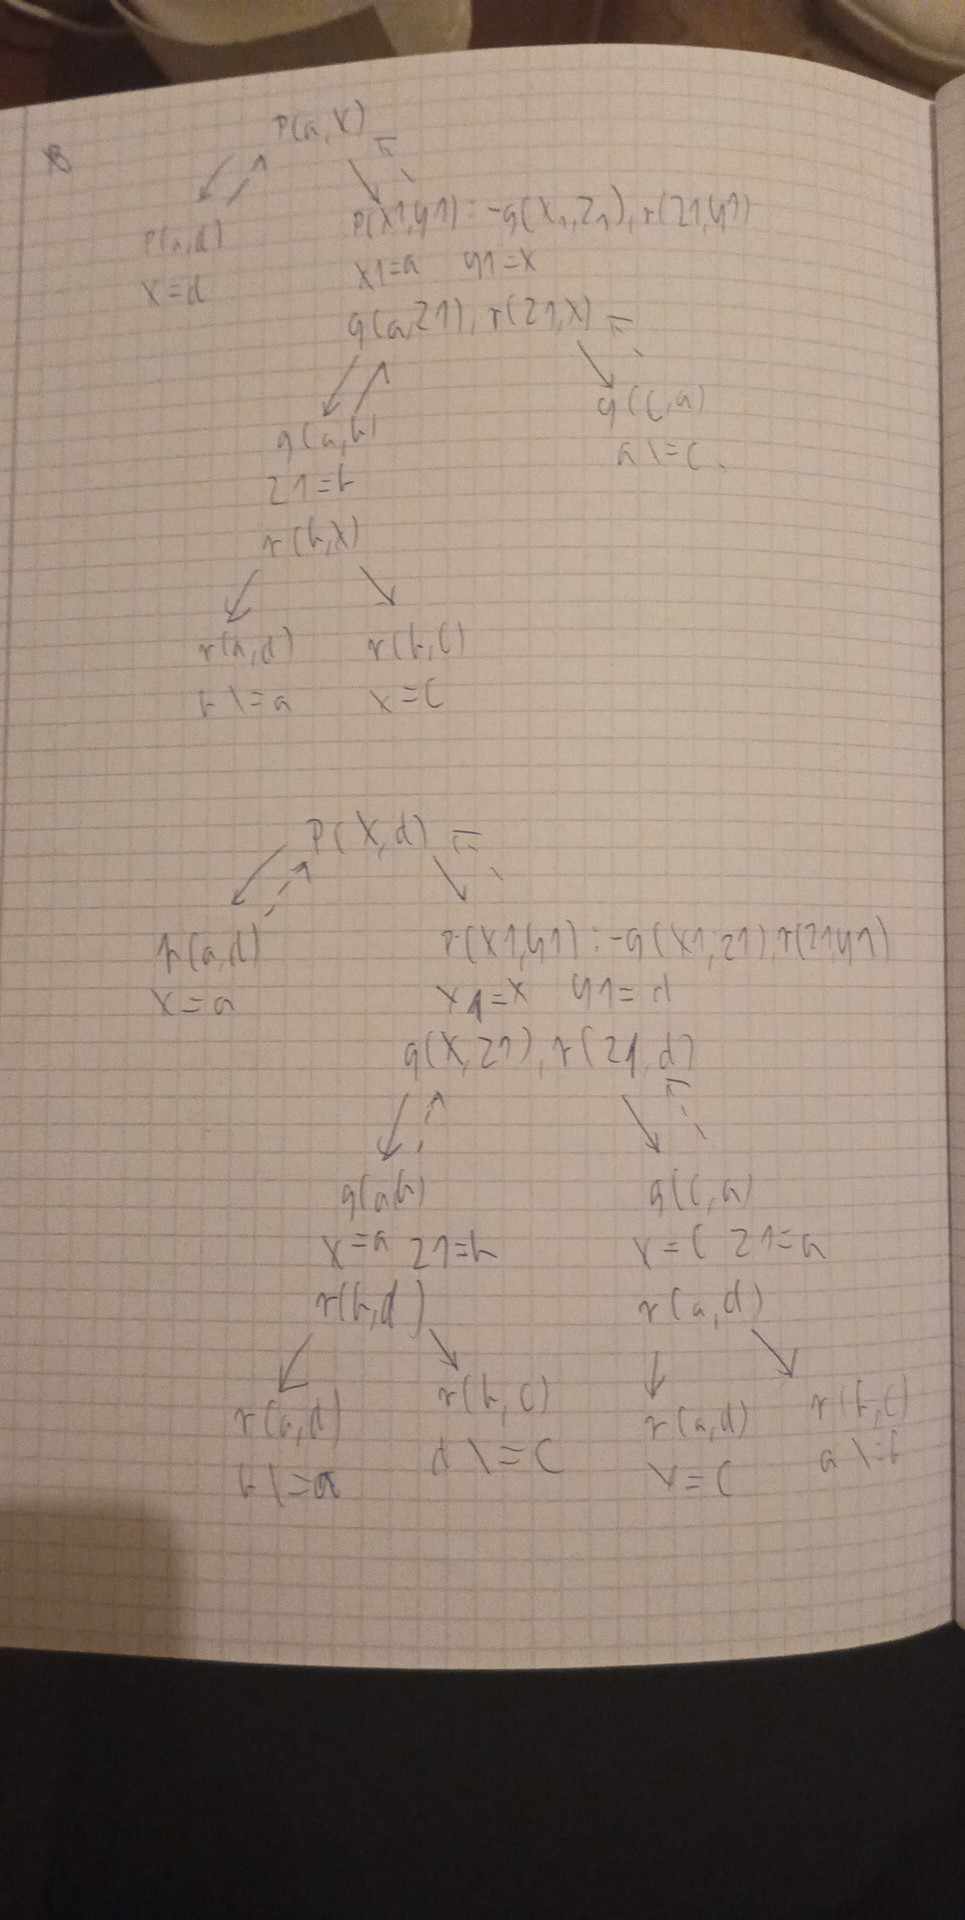 P(a,X)
P(a,d)
X=d
P(X1,Y1):-q(X1,Z1),r(Z1,Y1)
X1=a Y1=X
q(a,Z1), r(Z1,X)
q(a,b)
Z1=b
q(c,a)
a\=c
r(b,X)
r(a,d) r(b,c)
b\=a X=c
P(X,d)
p(a,d) P(X1,Y1):-q(X1,Z1),r(Z1,Y1)
X=a X1=X Y1=d
q(X,Z1), r(Z1,d)
q(a,b) q(c,a)
X=a Z1=b X=c Z1=a
r(b,d) r(a,d)
r(a,d) r(b,c) r(a,d) r(b,c)
b\=a d\=c X=c a\=b